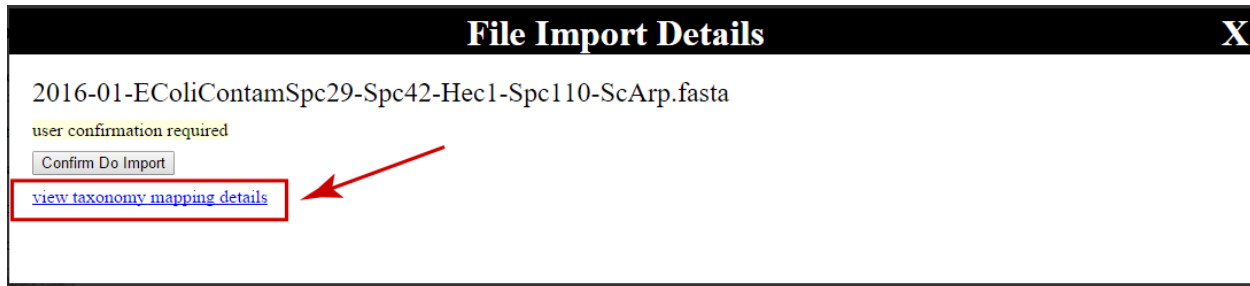 File Import Details X
2016-01-EColiContamSpc29-Spc42-Hec1-Spc110-ScArp.fasta
user confirmation required
Confirm Do Import
view taxonomy mapping details